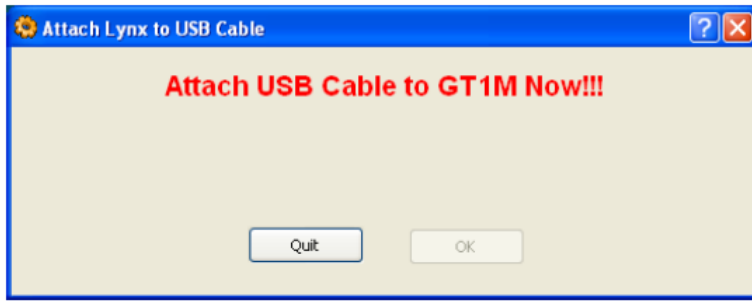 Attach Lynx to USB Cable
?
Attach USB Cable to GT1M Now!!!
Quit
OK